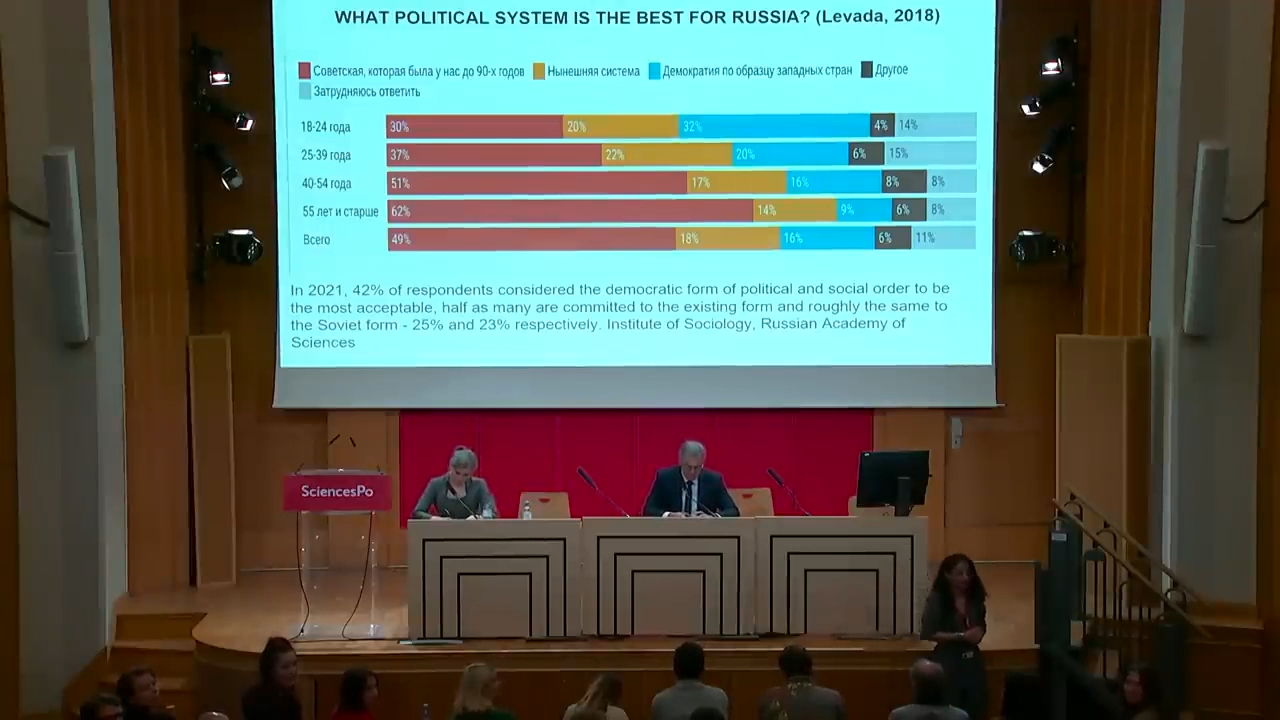 WHAT POLITICAL SYSTEM IS THE BEST FOR RUSSIA? (Levada, 2018)
Советская, которая была у нас до 90-х годов Нынешняя система Демократия по образцу западных стран Другое
Затрудняюсь ответить
18-24 года 30% 20% 32% 4% 14%
25-39 года 37% 22% 20% 6% 15%
40-54 года 51% 17% 16% 8% 8%
55 лет и старше 62% 14% 9% 6% 8%
Всего 49% 18% 16% 6% 11%
In 2021, 42% of respondents considered the democratic form of political and social order to be
the most acceptable, half as many are committed to the existing form and roughly the same to
the Soviet form - 25% and 23% respectively. Institute of Sociology, Russian Academy of
Sciences
SciencesPo